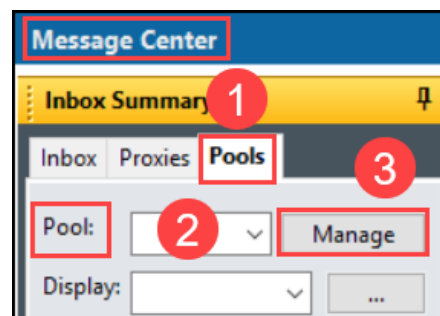 Message Center
Inbox Summary
1
Inbox Proxies Pools
3
Pool: 2 Manage
Display: ...